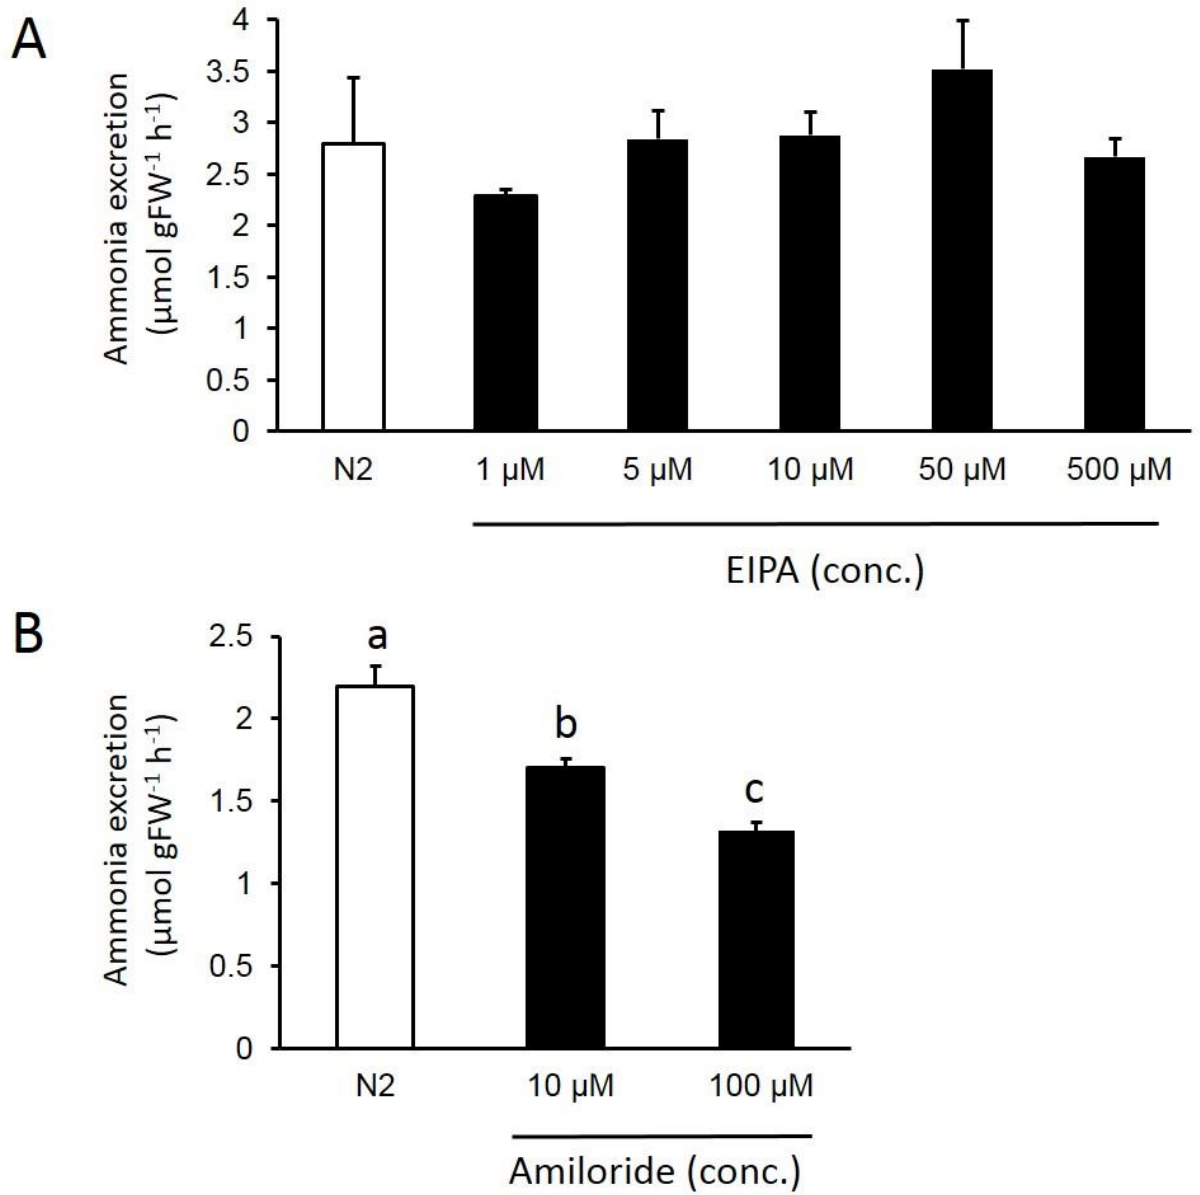 A
Ammonia excretion
(µmol gFW⁻¹ h⁻¹)
4
3.5
3
2.5
2
1.5
1
0.5
0
N2 1 µM 5 µM 10 µM 50 µM 500 µM
EIPA (conc.)
B
Ammonia excretion
(µmol gFW⁻¹ h⁻¹)
2.5
2
1.5
1
0.5
0
a
b
c
N2 10 µM 100 µM
Amiloride (conc.)